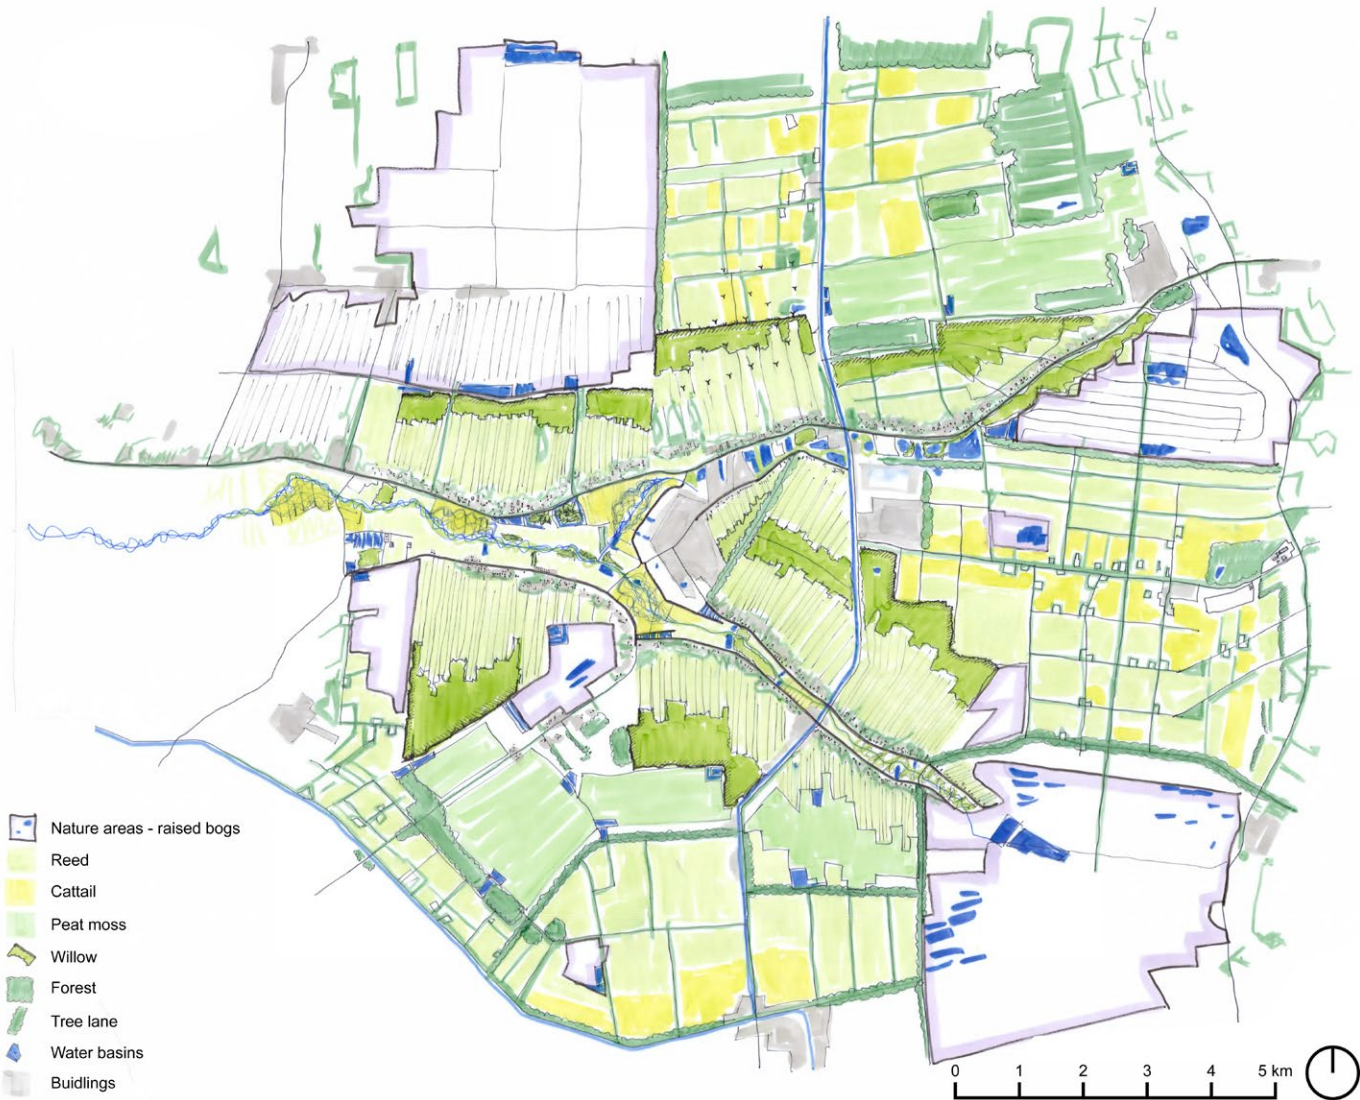 Nature areas - raised bogs
Reed
Cattail
Peat moss
Willow
Forest
Tree lane
Water basins
Buidlings
0 1 2 3 4 5 km